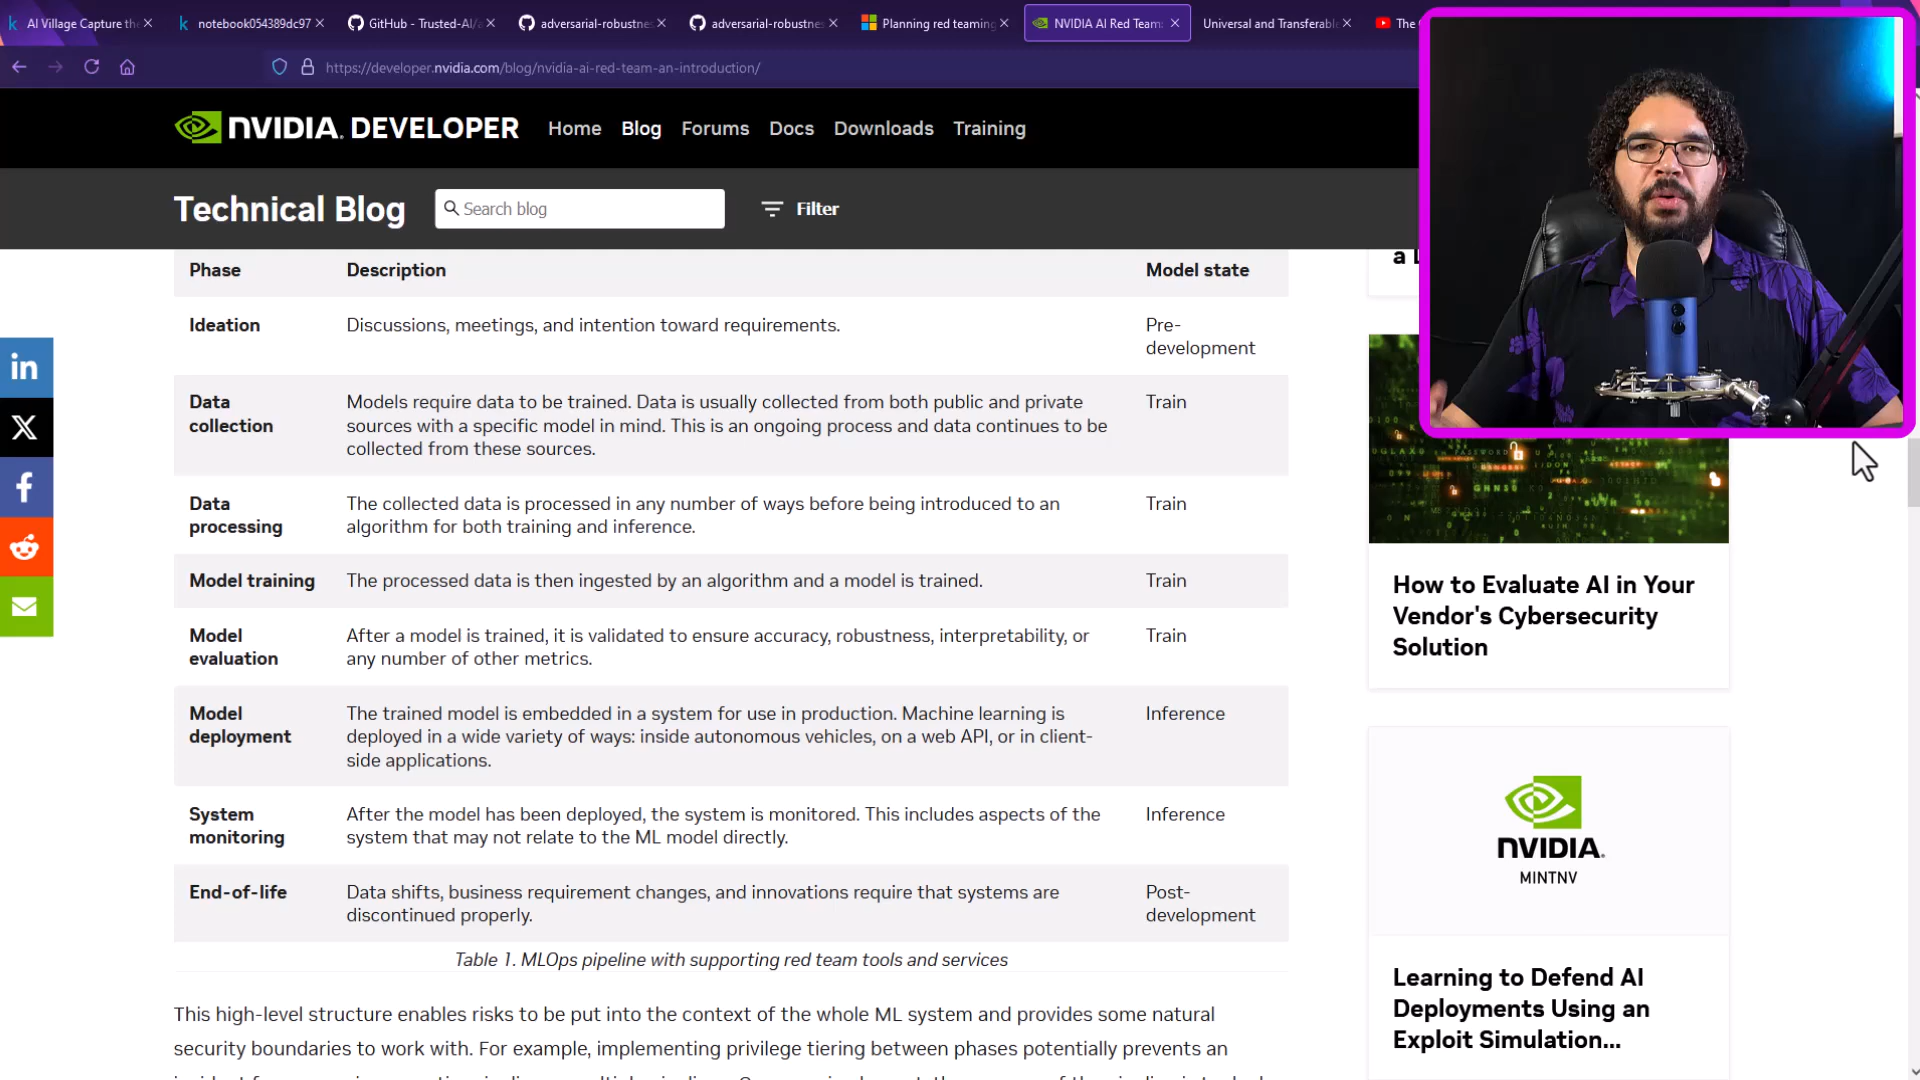 AI Village Capture the
notebook054389dc97
GitHub - Trusted-AI/a
adversarial-robustnes
adversarial-robustnes
Planning red teaming
NVIDIA AI Red Team:
Universal and Transferable
The
https://developer.nvidia.com/blog/nvidia-ai-red-team-an-introduction/
NVIDIA. DEVELOPER Home Blog Forums Docs Downloads Training
Technical Blog Search blog Filter
Phase Description Model state
Ideation Discussions, meetings, and intention toward requirements. Pre-
development
Data Models require data to be trained. Data is usually collected from both public and private Train
collection sources with a specific model in mind. This is an ongoing process and data continues to be
collected from these sources.
Data The collected data is processed in any number of ways before being introduced to an Train
processing algorithm for both training and inference.
Model training The processed data is then ingested by an algorithm and a model is trained. Train
Model After a model is trained, it is validated to ensure accuracy, robustness, interpretability, or Train
evaluation any number of other metrics.
Model The trained model is embedded in a system for use in production. Machine learning is Inference
deployment deployed in a wide variety of ways: inside autonomous vehicles, on a web API, or in client-
side applications.
System After the model has been deployed, the system is monitored. This includes aspects of the Inference
monitoring system that may not relate to the ML model directly.
End-of-life Data shifts, business requirement changes, and innovations require that systems are Post-
discontinued properly. development
Table 1. MLOps pipeline with supporting red team tools and services
This high-level structure enables risks to be put into the context of the whole ML system and provides some natural
security boundaries to work with. For example, implementing privilege tiering between phases potentially prevents an
in
a
How to Evaluate AI in Your
Vendor's Cybersecurity
Solution
NVIDIA.
MINTNV
Learning to Defend AI
Deployments Using an
Exploit Simulation...